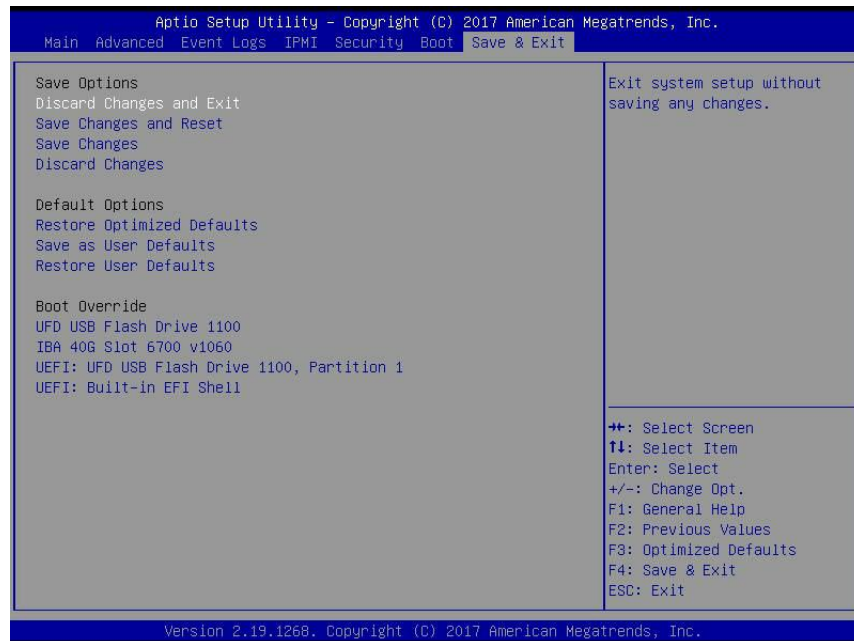 Aptio Setup Utility – Copyright (C) 2017 American Megatrends, Inc.
Main Advanced Event Logs IPMI Security Boot Save & Exit
Save Options
Discard Changes and Exit
Save Changes and Reset
Save Changes
Discard Changes
Default Options
Restore Optimized Defaults
Save as User Defaults
Restore User Defaults
Boot Override
UFD USB Flash Drive 1100
IBA 40G Slot 6700 v1060
UEFI: UFD USB Flash Drive 1100, Partition 1
UEFI: Built-in EFI Shell
Exit system setup without
saving any changes.
→←: Select Screen
↑↓: Select Item
Enter: Select
+/-: Change Opt.
F1: General Help
F2: Previous Values
F3: Optimized Defaults
F4: Save & Exit
ESC: Exit
Version 2.19.1268. Copyright (C) 2017 American Megatrends, Inc.